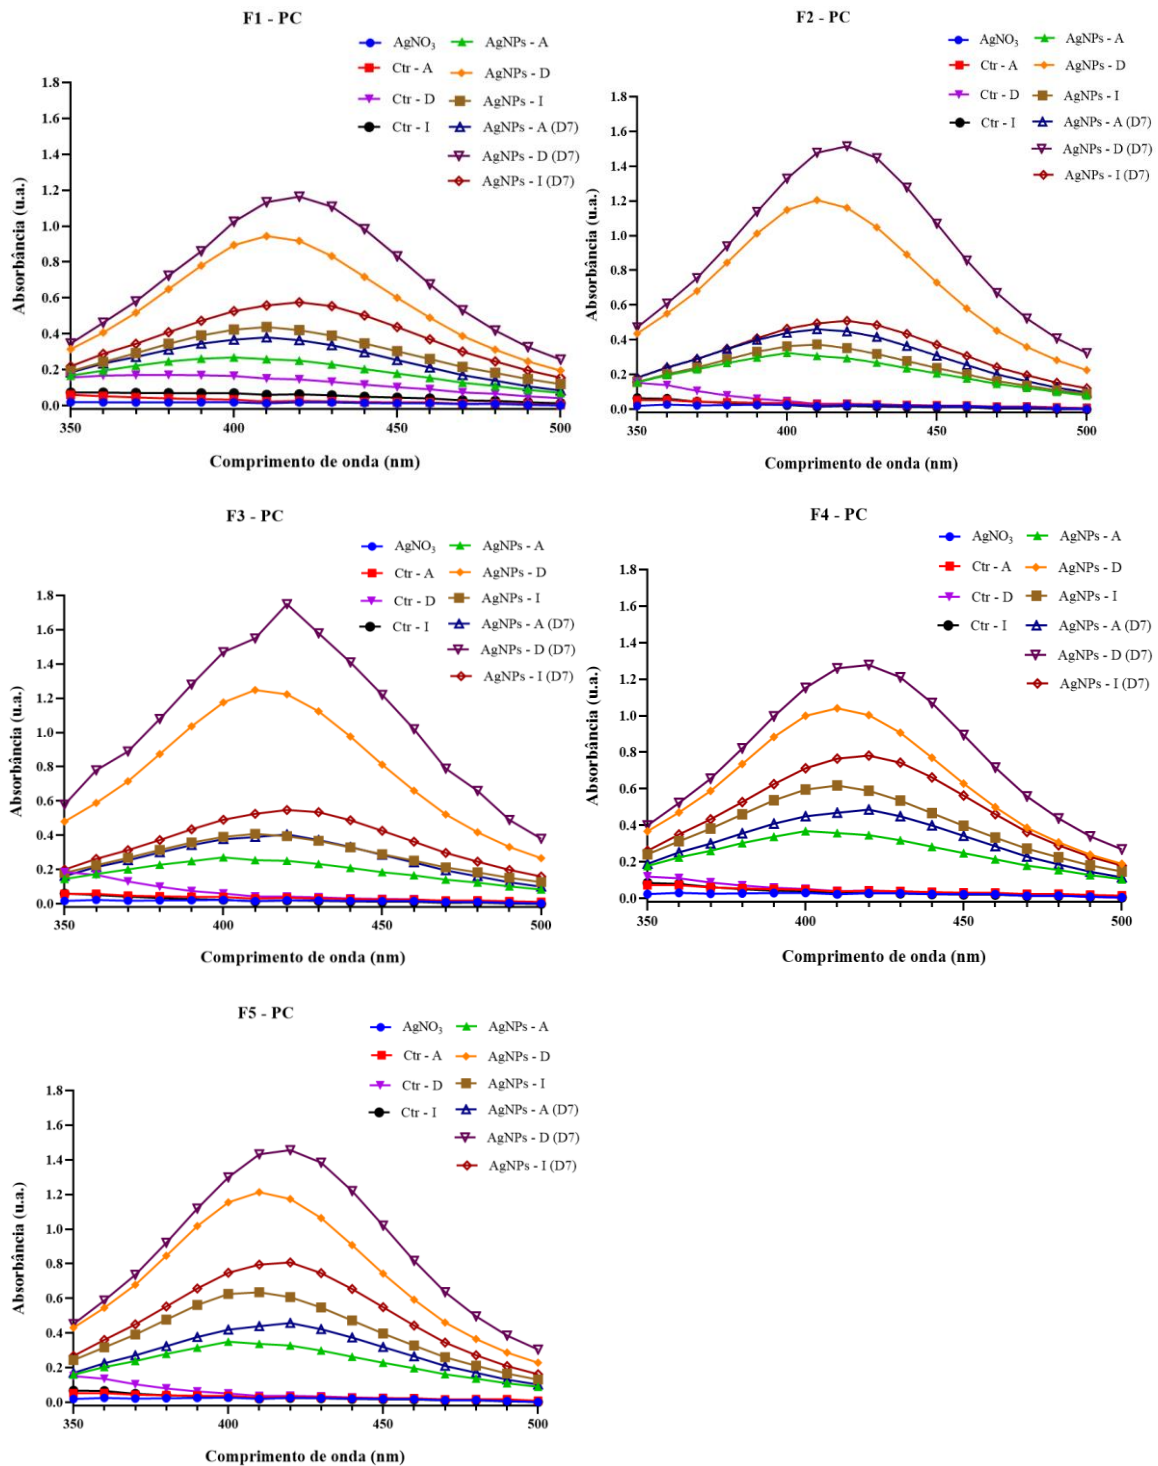 F1 - PC
AgNO₃
Ctr - A
Ctr - D
Ctr - I
AgNPs - A
AgNPs - D
AgNPs - I
AgNPs - A (D7)
AgNPs - D (D7)
AgNPs - I (D7)
Absorbância (u.a.)
1.8
1.6
1.4
1.2
1.0
0.8
0.6
0.4
0.2
0.0
350
400
450
500
Comprimento de onda (nm)
F2 - PC
AgNO₃
Ctr - A
Ctr - D
Ctr - I
AgNPs - A
AgNPs - D
AgNPs - I
AgNPs - A (D7)
AgNPs - D (D7)
AgNPs - I (D7)
Absorbância (u.a.)
1.8
1.6
1.4
1.2
1.0
0.8
0.6
0.4
0.2
0.0
350
400
450
500
Comprimento de onda (nm)
F3 - PC
AgNO₃
Ctr - A
Ctr - D
Ctr - I
AgNPs - A
AgNPs - D
AgNPs - I
AgNPs - A (D7)
AgNPs - D (D7)
AgNPs - I (D7)
Absorbância (u.a.)
1.8
1.6
1.4
1.2
1.0
0.8
0.6
0.4
0.2
0.0
350
400
450
500
Comprimento de onda (nm)
F4 - PC
AgNO₃
Ctr - A
Ctr - D
Ctr - I
AgNPs - A
AgNPs - D
AgNPs - I
AgNPs - A (D7)
AgNPs - D (D7)
AgNPs - I (D7)
Absorbância (u.a.)
1.8
1.6
1.4
1.2
1.0
0.8
0.6
0.4
0.2
0.0
350
400
450
500
Comprimento de onda (nm)
F5 - PC
AgNO₃
Ctr - A
Ctr - D
Ctr - I
AgNPs - A
AgNPs - D
AgNPs - I
AgNPs - A (D7)
AgNPs - D (D7)
AgNPs - I (D7)
Absorbância (u.a.)
1.8
1.6
1.4
1.2
1.0
0.8
0.6
0.4
0.2
0.0
350
400
450
500
Comprimento de onda (nm)